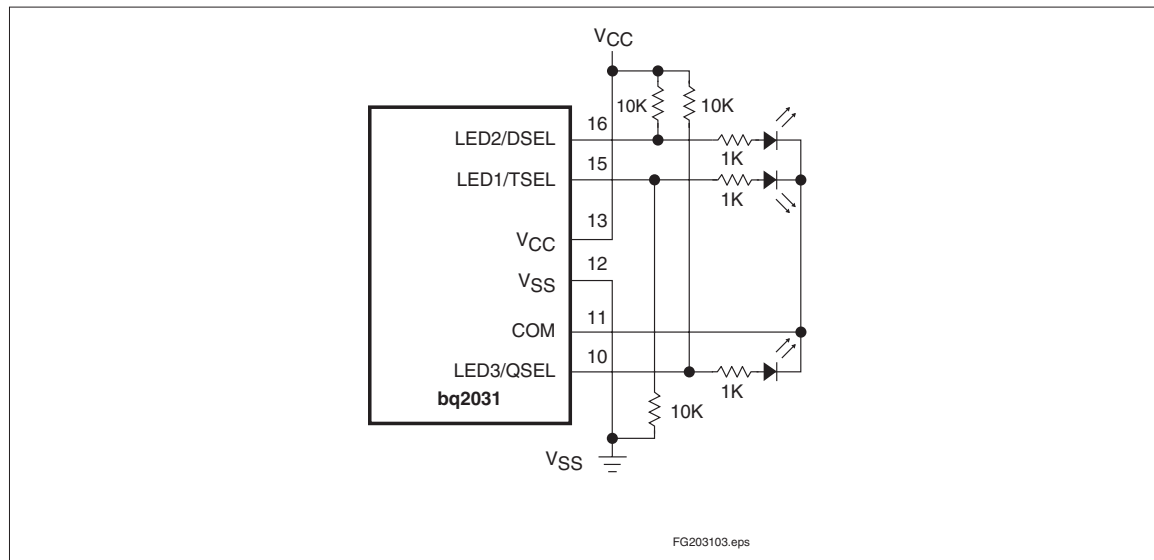 VCC
10K 10K
16
LED2/DSEL
1K
15
LED1/TSEL
1K
13
VCC
12
VSS
11
COM
10
LED3/QSEL
1K
bq2031
10K
VSS
FG203103.eps